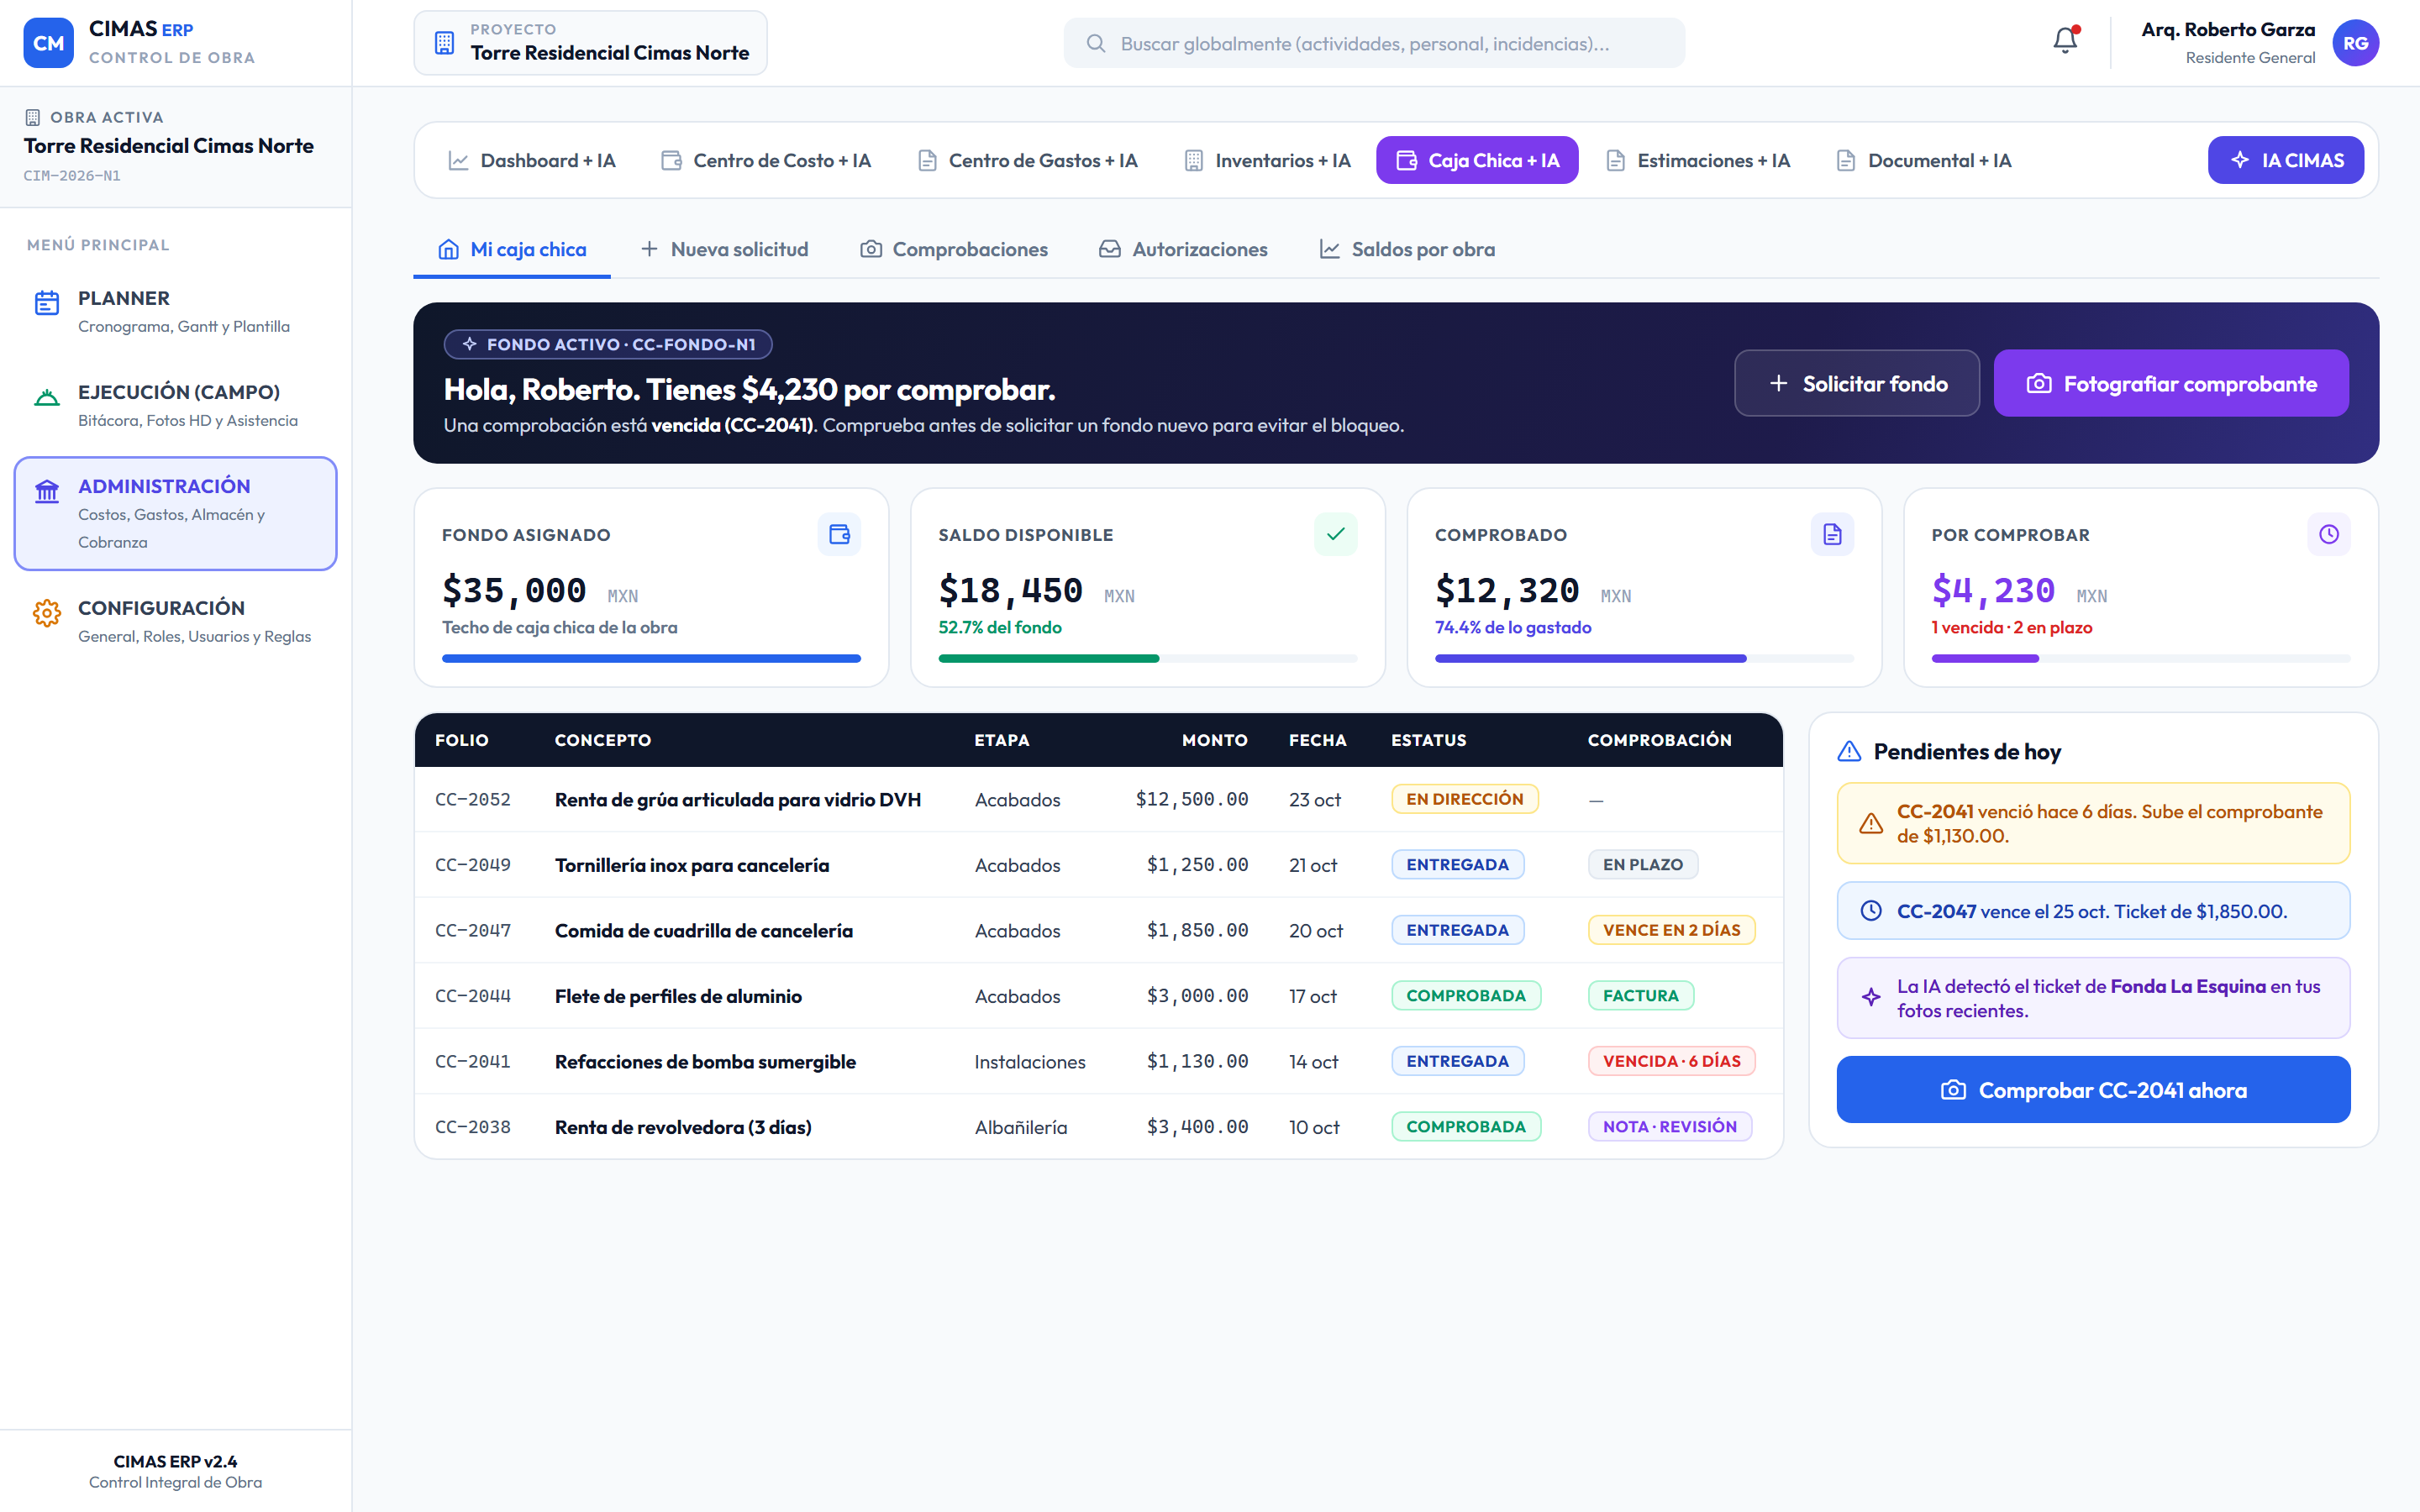 CM
CIMAS ERP
CONTROL DE OBRA
PROYECTO
Torre Residencial Cimas Norte
Buscar globalmente (actividades, personal, incidencias)...
Arq. Roberto Garza
Residente General
RG
OBRA ACTIVA
Torre Residencial Cimas Norte
CIM-2026-N1
MENÚ PRINCIPAL
PLANNER
Cronograma, Gantt y Plantilla
EJECUCIÓN (CAMPO)
Bitácora, Fotos HD y Asistencia
ADMINISTRACIÓN
Costos, Gastos, Almacén y
Cobranza
CONFIGURACIÓN
General, Roles, Usuarios y Reglas
CIMAS ERP v2.4
Control Integral de Obra
Dashboard + IA
Centro de Costo + IA
Centro de Gastos + IA
Inventarios + IA
Caja Chica + IA
Estimaciones + IA
Documental + IA
IA CIMAS
Mi caja chica
Nueva solicitud
Comprobaciones
Autorizaciones
Saldos por obra
FONDO ACTIVO · CC-FONDO-N1
Hola, Roberto. Tienes $4,230 por comprobar.
Una comprobación está vencida (CC-2041). Comprueba antes de solicitar un fondo nuevo para evitar el bloqueo.
Solicitar fondo
Fotografiar comprobante
FONDO ASIGNADO
$35,000 MXN
Techo de caja chica de la obra
SALDO DISPONIBLE
$18,450 MXN
52.7% del fondo
COMPROBADO
$12,320 MXN
74.4% de lo gastado
POR COMPROBAR
$4,230 MXN
1 vencida · 2 en plazo
FOLIO CONCEPTO ETAPA MONTO FECHA ESTATUS COMPROBACIÓN
CC-2052 Renta de grúa articulada para vidrio DVH Acabados $12,500.00 23 oct EN DIRECCIÓN —
CC-2049 Tornillería inox para cancelería Acabados $1,250.00 21 oct ENTREGADA EN PLAZO
CC-2047 Comida de cuadrilla de cancelería Acabados $1,850.00 20 oct ENTREGADA VENCE EN 2 DÍAS
CC-2044 Flete de perfiles de aluminio Acabados $3,000.00 17 oct COMPROBADA FACTURA
CC-2041 Refacciones de bomba sumergible Instalaciones $1,130.00 14 oct ENTREGADA VENCIDA · 6 DÍAS
CC-2038 Renta de revolvedora (3 días) Albañilería $3,400.00 10 oct COMPROBADA NOTA · REVISIÓN
Pendientes de hoy
CC-2041 venció hace 6 días. Sube el comprobante
de $1,130.00.
CC-2047 vence el 25 oct. Ticket de $1,850.00.
La IA detectó el ticket de Fonda La Esquina en tus
fotos recientes.
Comprobar CC-2041 ahora